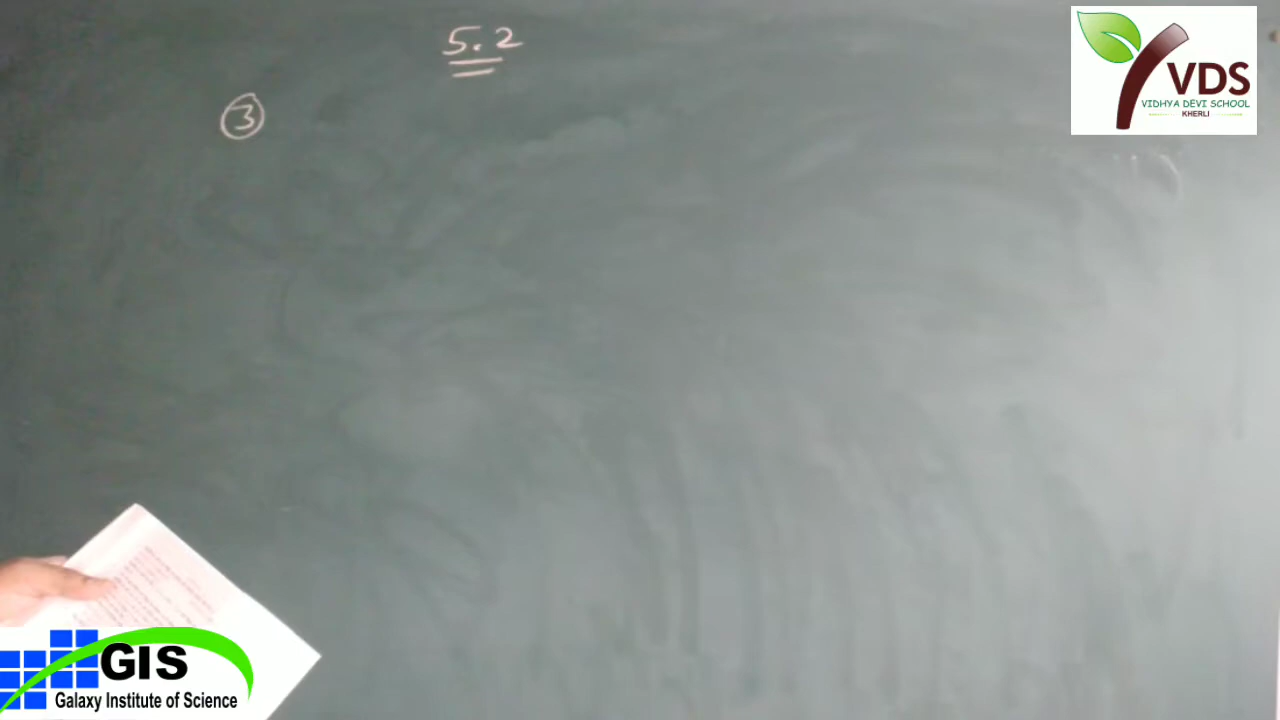 5.2
3
VDS
VIDHYA DEVI SCHOOL
KHERLI
GIS
Galaxy Institute of Science